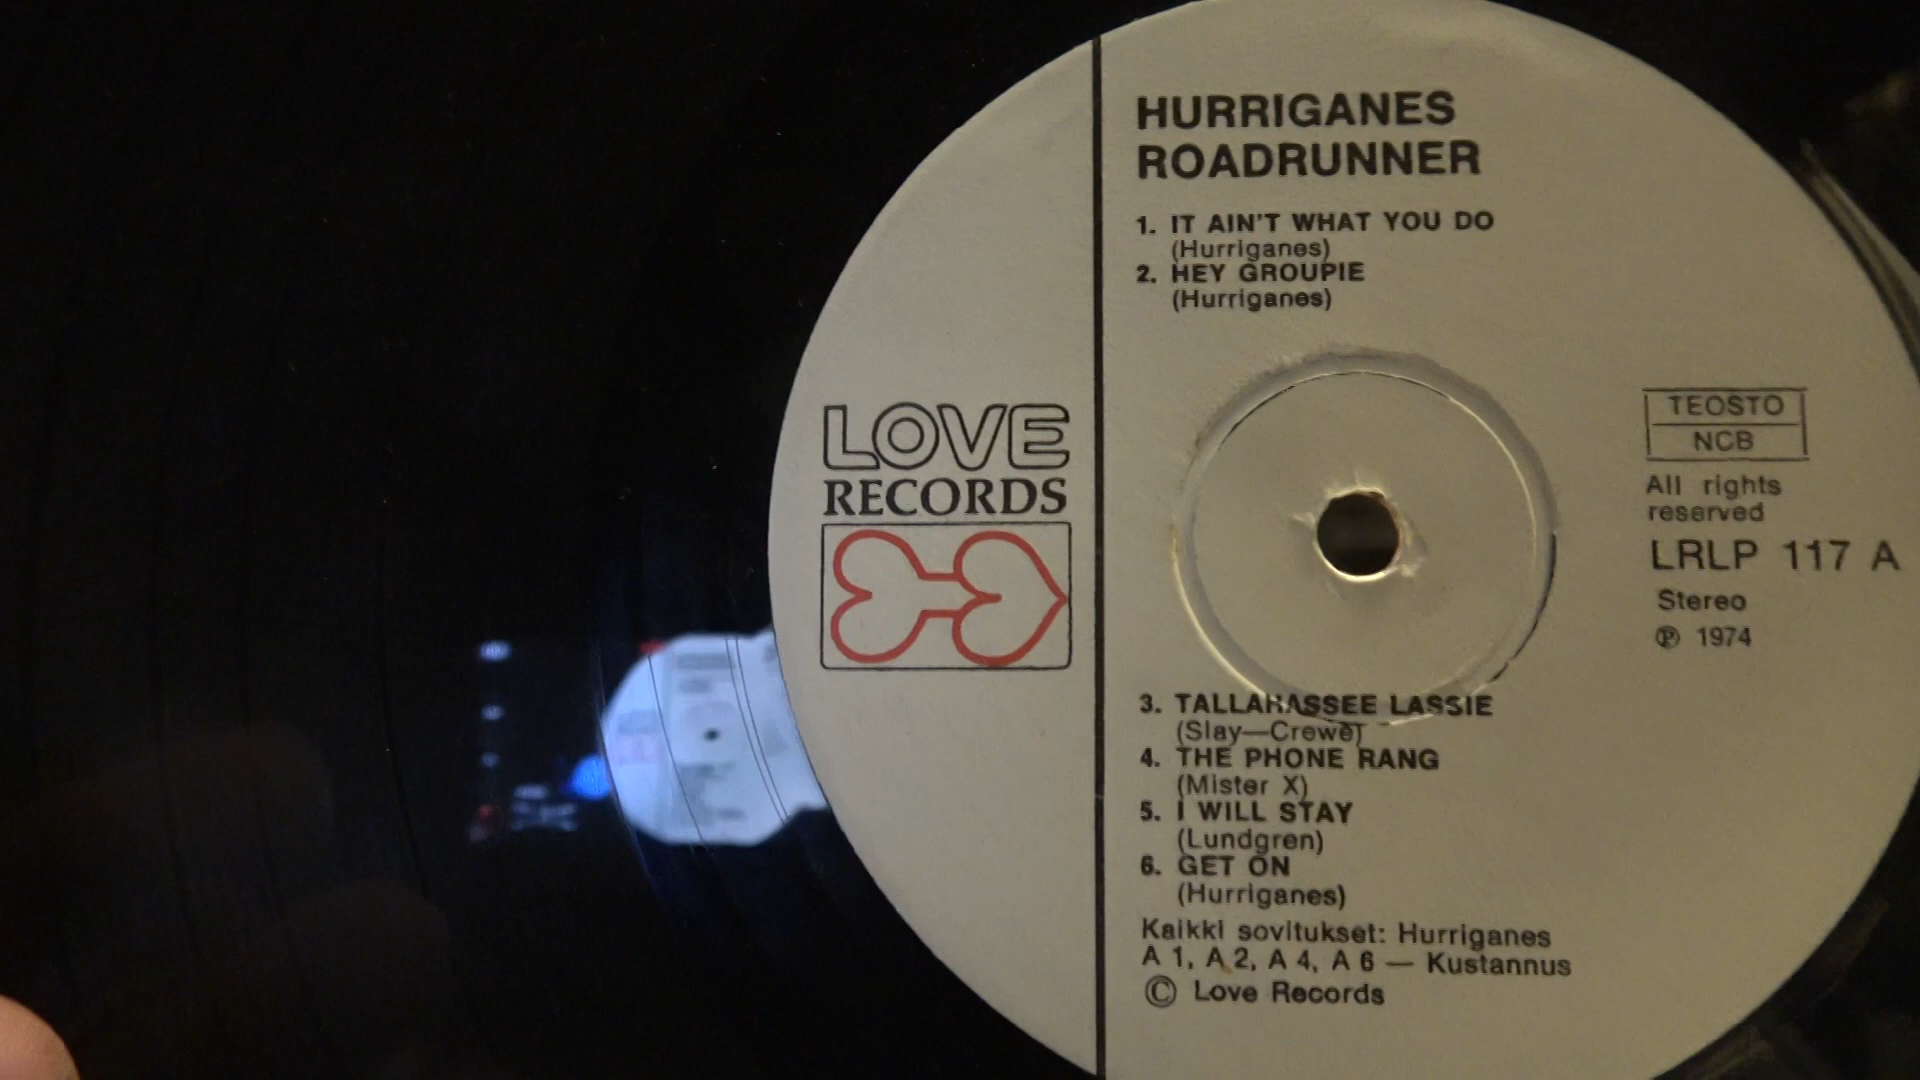 HURRIGANES
ROADRUNNER
1. IT AIN'T WHAT YOU DO
(Hurriganes)
2. HEY GROUPIE
(Hurriganes)
LOVE
RECORDS
TEOSTO
NCB
All rights
reserved
LRLP 117 A
Stereo
℗ 1974
3. TALLAHASSEE LASSIE
(Slay—Crewe)
4. THE PHONE RANG
(Mister X)
5. I WILL STAY
(Lundgren)
6. GET ON
(Hurriganes)
Kaikki sovitukset: Hurriganes
A 1, A 2, A 4, A 6 — Kustannus
© Love Records